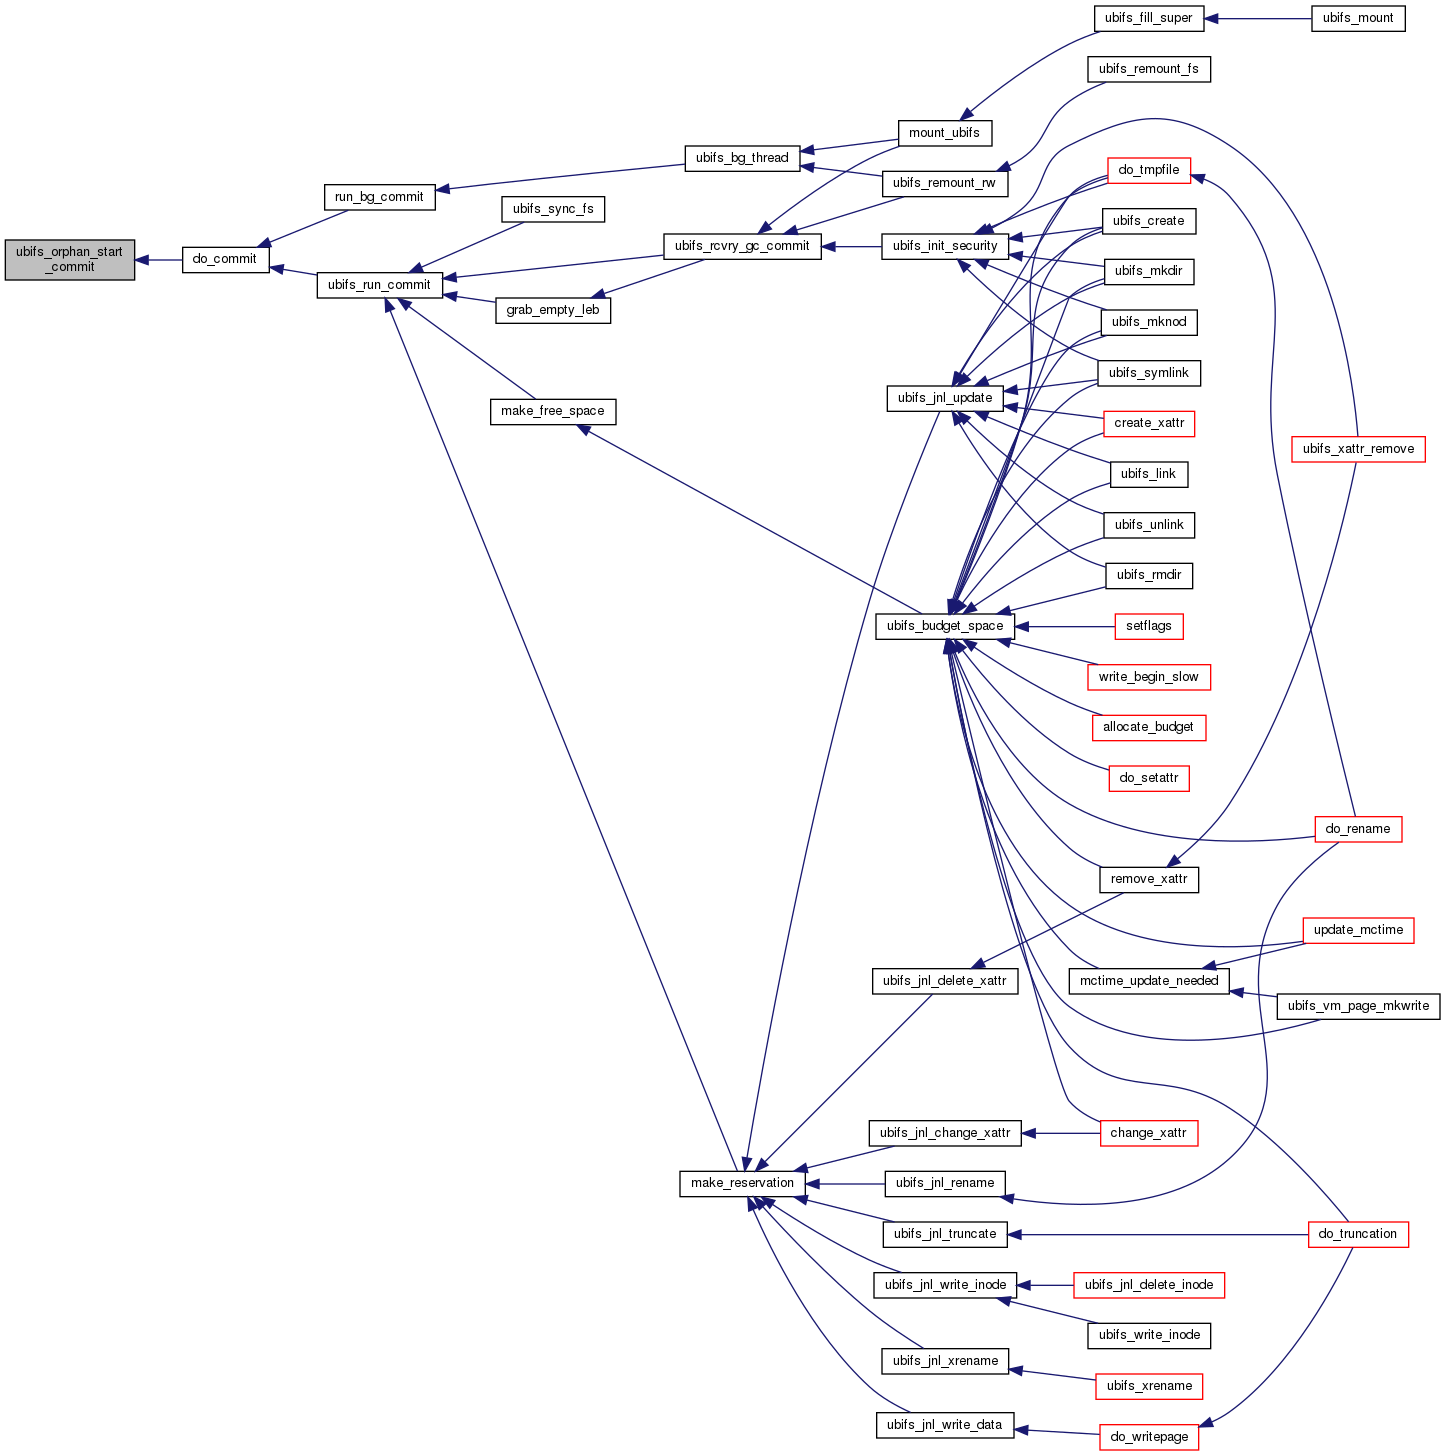 ubifs_fill_super
ubifs_mount
ubifs_remount_fs
mount_ubifs
ubifs_bg_thread
do_tmpfile
ubifs_remount_rw
run_bg_commit
ubifs_sync_fs
ubifs_create
ubifs_orphan_start
_commit
do_commit
ubifs_rcvry_gc_commit
ubifs_init_security
ubifs_mkdir
ubifs_run_commit
grab_empty_leb
ubifs_mknod
ubifs_symlink
ubifs_jnl_update
make_free_space
create_xattr
ubifs_xattr_remove
ubifs_link
ubifs_unlink
ubifs_rmdir
ubifs_budget_space
setflags
write_begin_slow
allocate_budget
do_setattr
do_rename
remove_xattr
update_mctime
ubifs_jnl_delete_xattr
mctime_update_needed
ubifs_vm_page_mkwrite
ubifs_jnl_change_xattr
change_xattr
make_reservation
ubifs_jnl_rename
ubifs_jnl_truncate
do_truncation
ubifs_jnl_write_inode
ubifs_jnl_delete_inode
ubifs_write_inode
ubifs_jnl_xrename
ubifs_xrename
ubifs_jnl_write_data
do_writepage